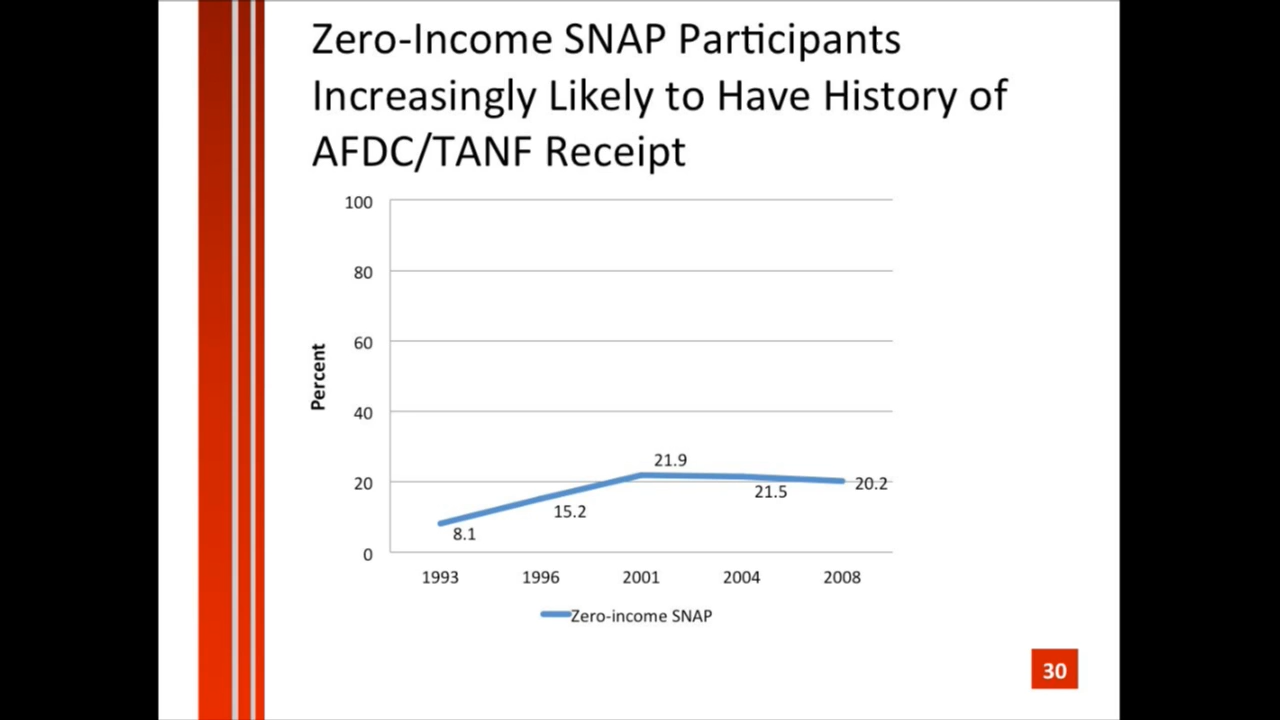 Zero-Income SNAP Participants
Increasingly Likely to Have History of
AFDC/TANF Receipt
100
80
60
40
20
0
Percent
21.9
21.5
20.2
15.2
8.1
1993 1996 2001 2004 2008
Zero-income SNAP
30